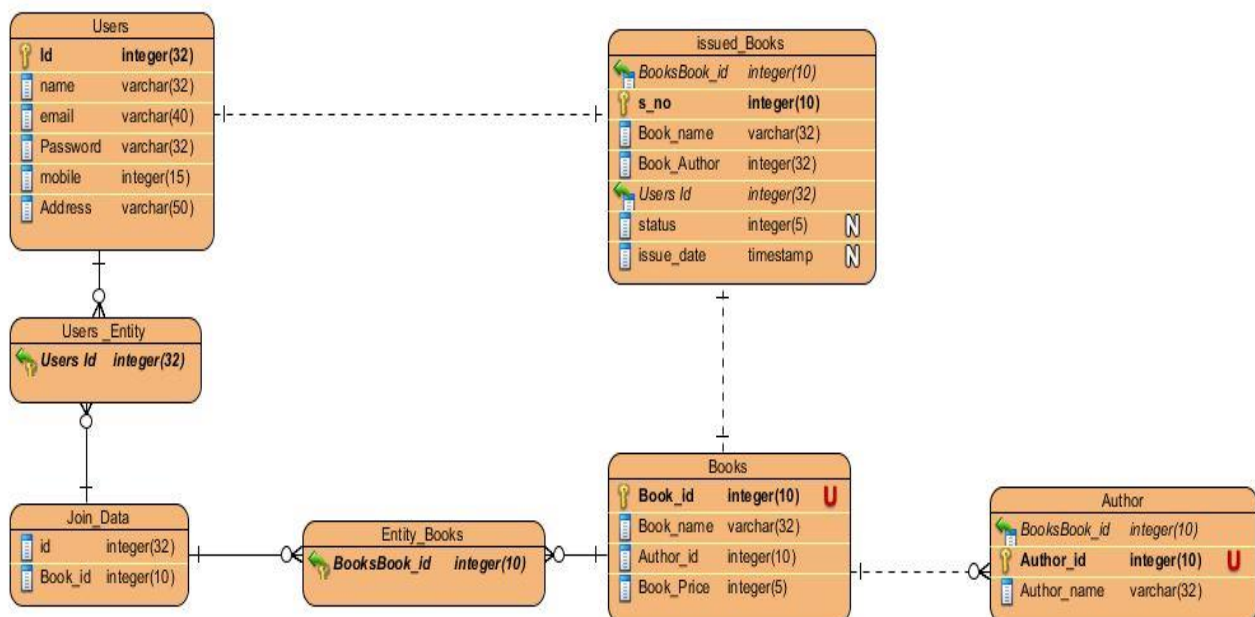 Users
Id integer(32)
name varchar(32)
email varchar(40)
Password varchar(32)
mobile integer(15)
Address varchar(50)
issued_Books
BooksBook_id integer(10)
s_no integer(10)
Book_name varchar(32)
Book_Author integer(32)
Users Id integer(32)
status integer(5) N
issue_date timestamp N
Users _Entity
Users Id integer(32)
Join_Data
id integer(32)
Book_id integer(10)
Entity_Books
BooksBook_id integer(10)
Books
Book_id integer(10) U
Book_name varchar(32)
Author_id integer(10)
Book_Price integer(5)
Author
BooksBook_id integer(10)
Author_id integer(10) U
Author_name varchar(32)